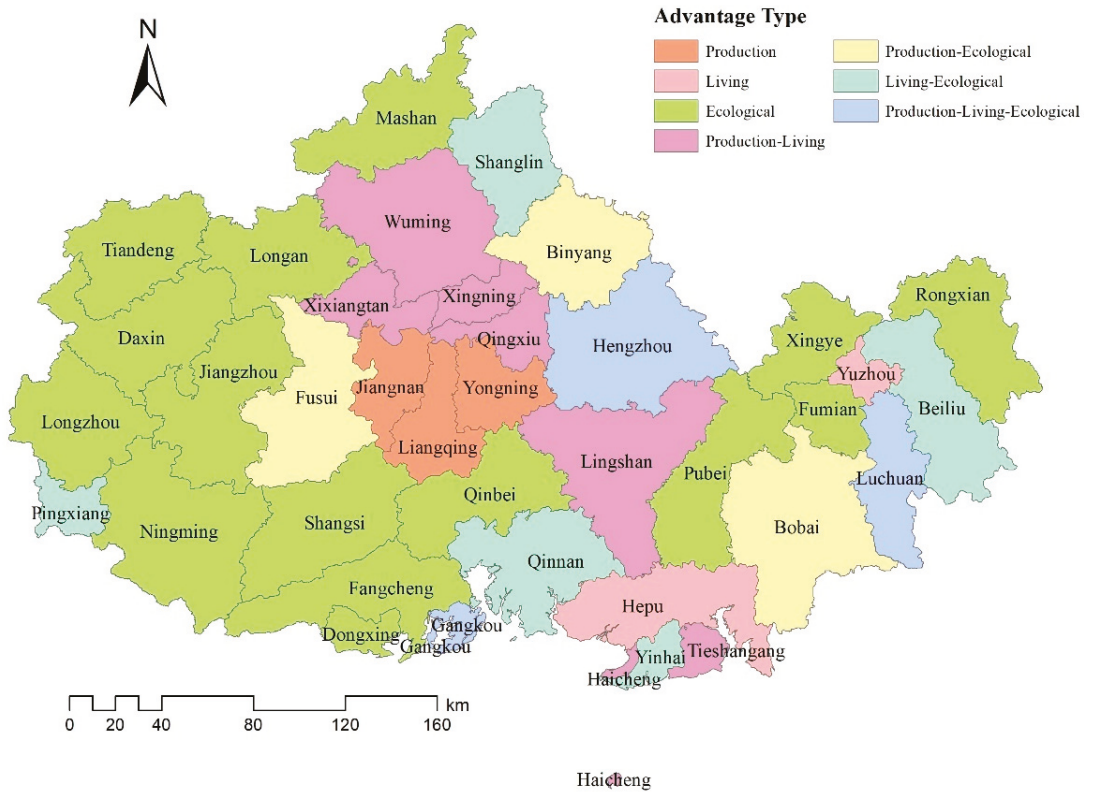 N
Advantage Type
Production
Production-Ecological
Living
Living-Ecological
Ecological
Production-Living-Ecological
Production-Living
Mashan
Shanglin
Wuming
Tiandeng
Longan
Binyang
Rongxian
Xixiangtan
Xingning
Daxin
Qingxiu
Hengzhou
Xingye
Jiangzhou
Yuzhou
Fusui
Jiangnan
Yongning
Longzhou
Fumian
Beiliu
Liangqing
Lingshan
Pubei
Luchuan
Qinbei
Pingxiang
Ningming
Shangsi
Bobai
Qinnan
Fangcheng
Hepu
Dongxing
Gangkou
Gangkou
Yinhai
Tieshangang
Haicheng
0 20 40 80 120 160 km
Haicheng